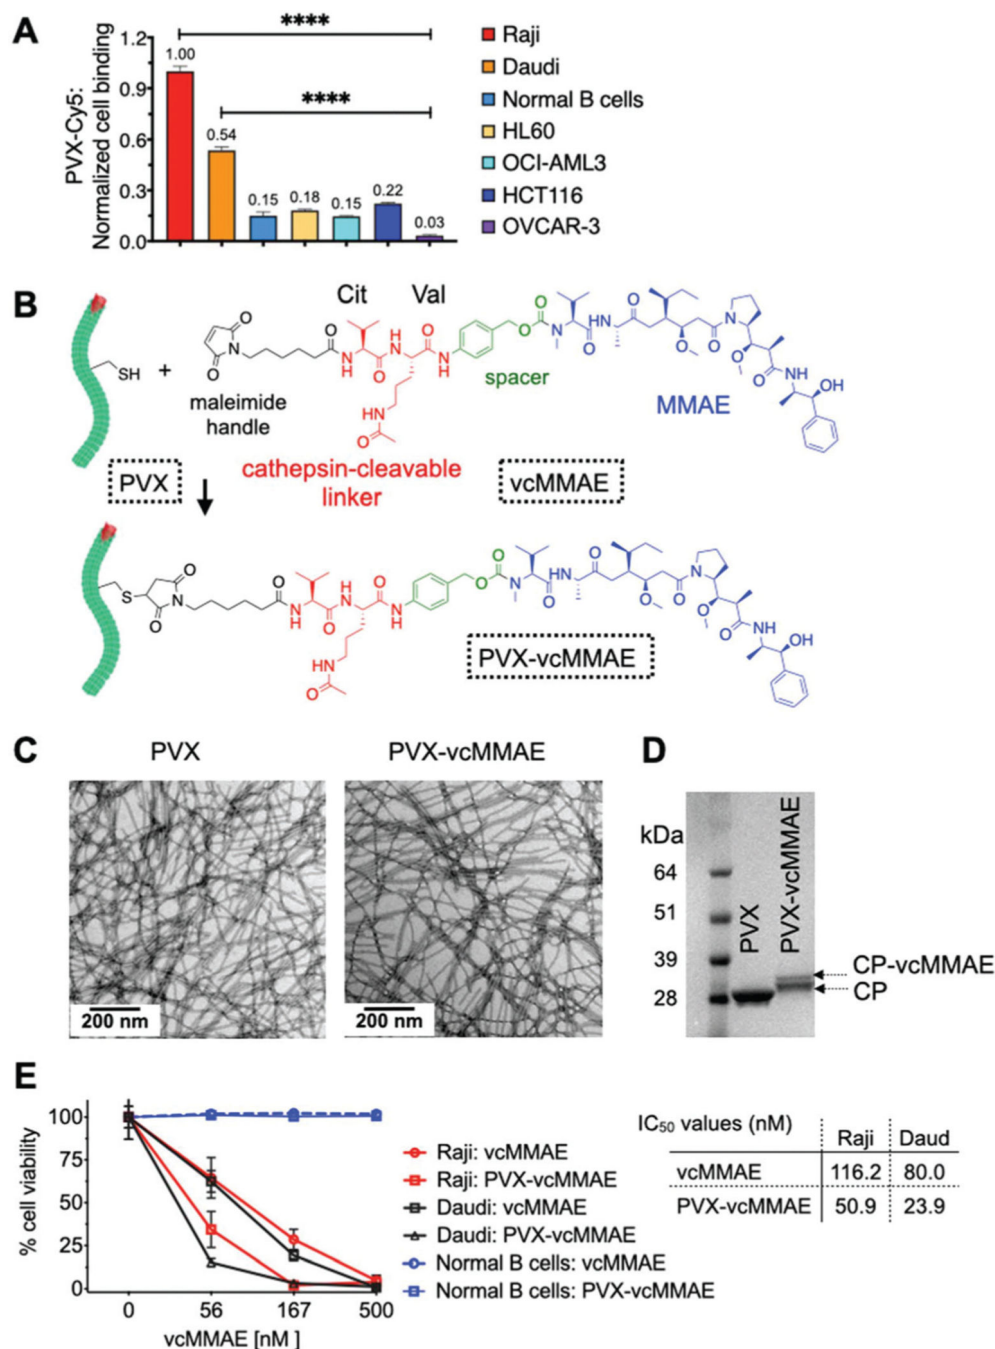 A
PVX-Cy5:
Normalized cell binding
1.2
0.9
0.6
0.3
0.0
****
****
1.00
0.54
0.15
0.18
0.15
0.22
0.03
Raji
Daudi
Normal B cells
HL60
OCI-AML3
HCT116
OVCAR-3
B
Cit Val
SH
+
maleimide
handle
cathepsin-cleavable
linker
spacer
MMAE
PVX
vcMMAE
PVX-vcMMAE
C
PVX
PVX-vcMMAE
200 nm
200 nm
D
kDa
64
51
39
28
PVX
PVX-vcMMAE
CP-vcMMAE
CP
E
% cell viability
100
75
50
25
0
0 56 167 500
vcMMAE [nM ]
Raji: vcMMAE
Raji: PVX-vcMMAE
Daudi: vcMMAE
Daudi: PVX-vcMMAE
Normal B cells: vcMMAE
Normal B cells: PVX-vcMMAE
IC50 values (nM)
Raji Daud
vcMMAE 116.2 80.0
PVX-vcMMAE 50.9 23.9